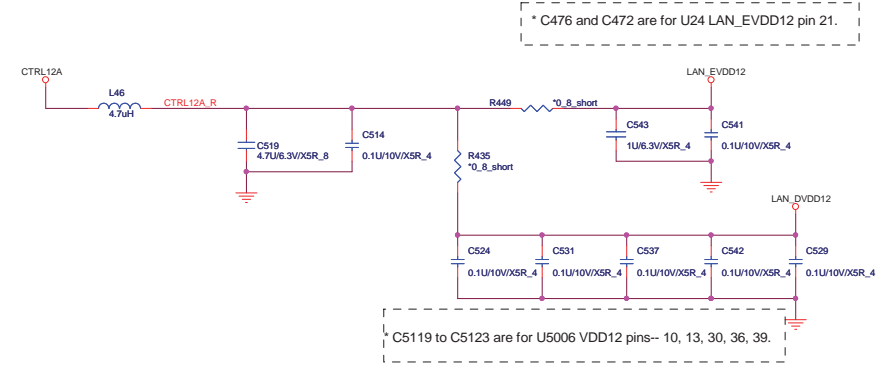 * C476 and C472 are for U24 LAN_EVDD12 pin 21.
CTRL12A
LAN_EVDD12
L46
CTRL12A_R
4.7uH
R449
*0_8_short
C519
4.7U/6.3V/X5R_8
C514
0.1U/10V/X5R_4
C543
1U/6.3V/X5R_4
C541
0.1U/10V/X5R_4
R435
*0_8_short
LAN_DVDD12
C524
0.1U/10V/X5R_4
C531
0.1U/10V/X5R_4
C537
0.1U/10V/X5R_4
C542
0.1U/10V/X5R_4
C529
0.1U/10V/X5R_4
* C5119 to C5123 are for U5006 VDD12 pins-- 10, 13, 30, 36, 39.